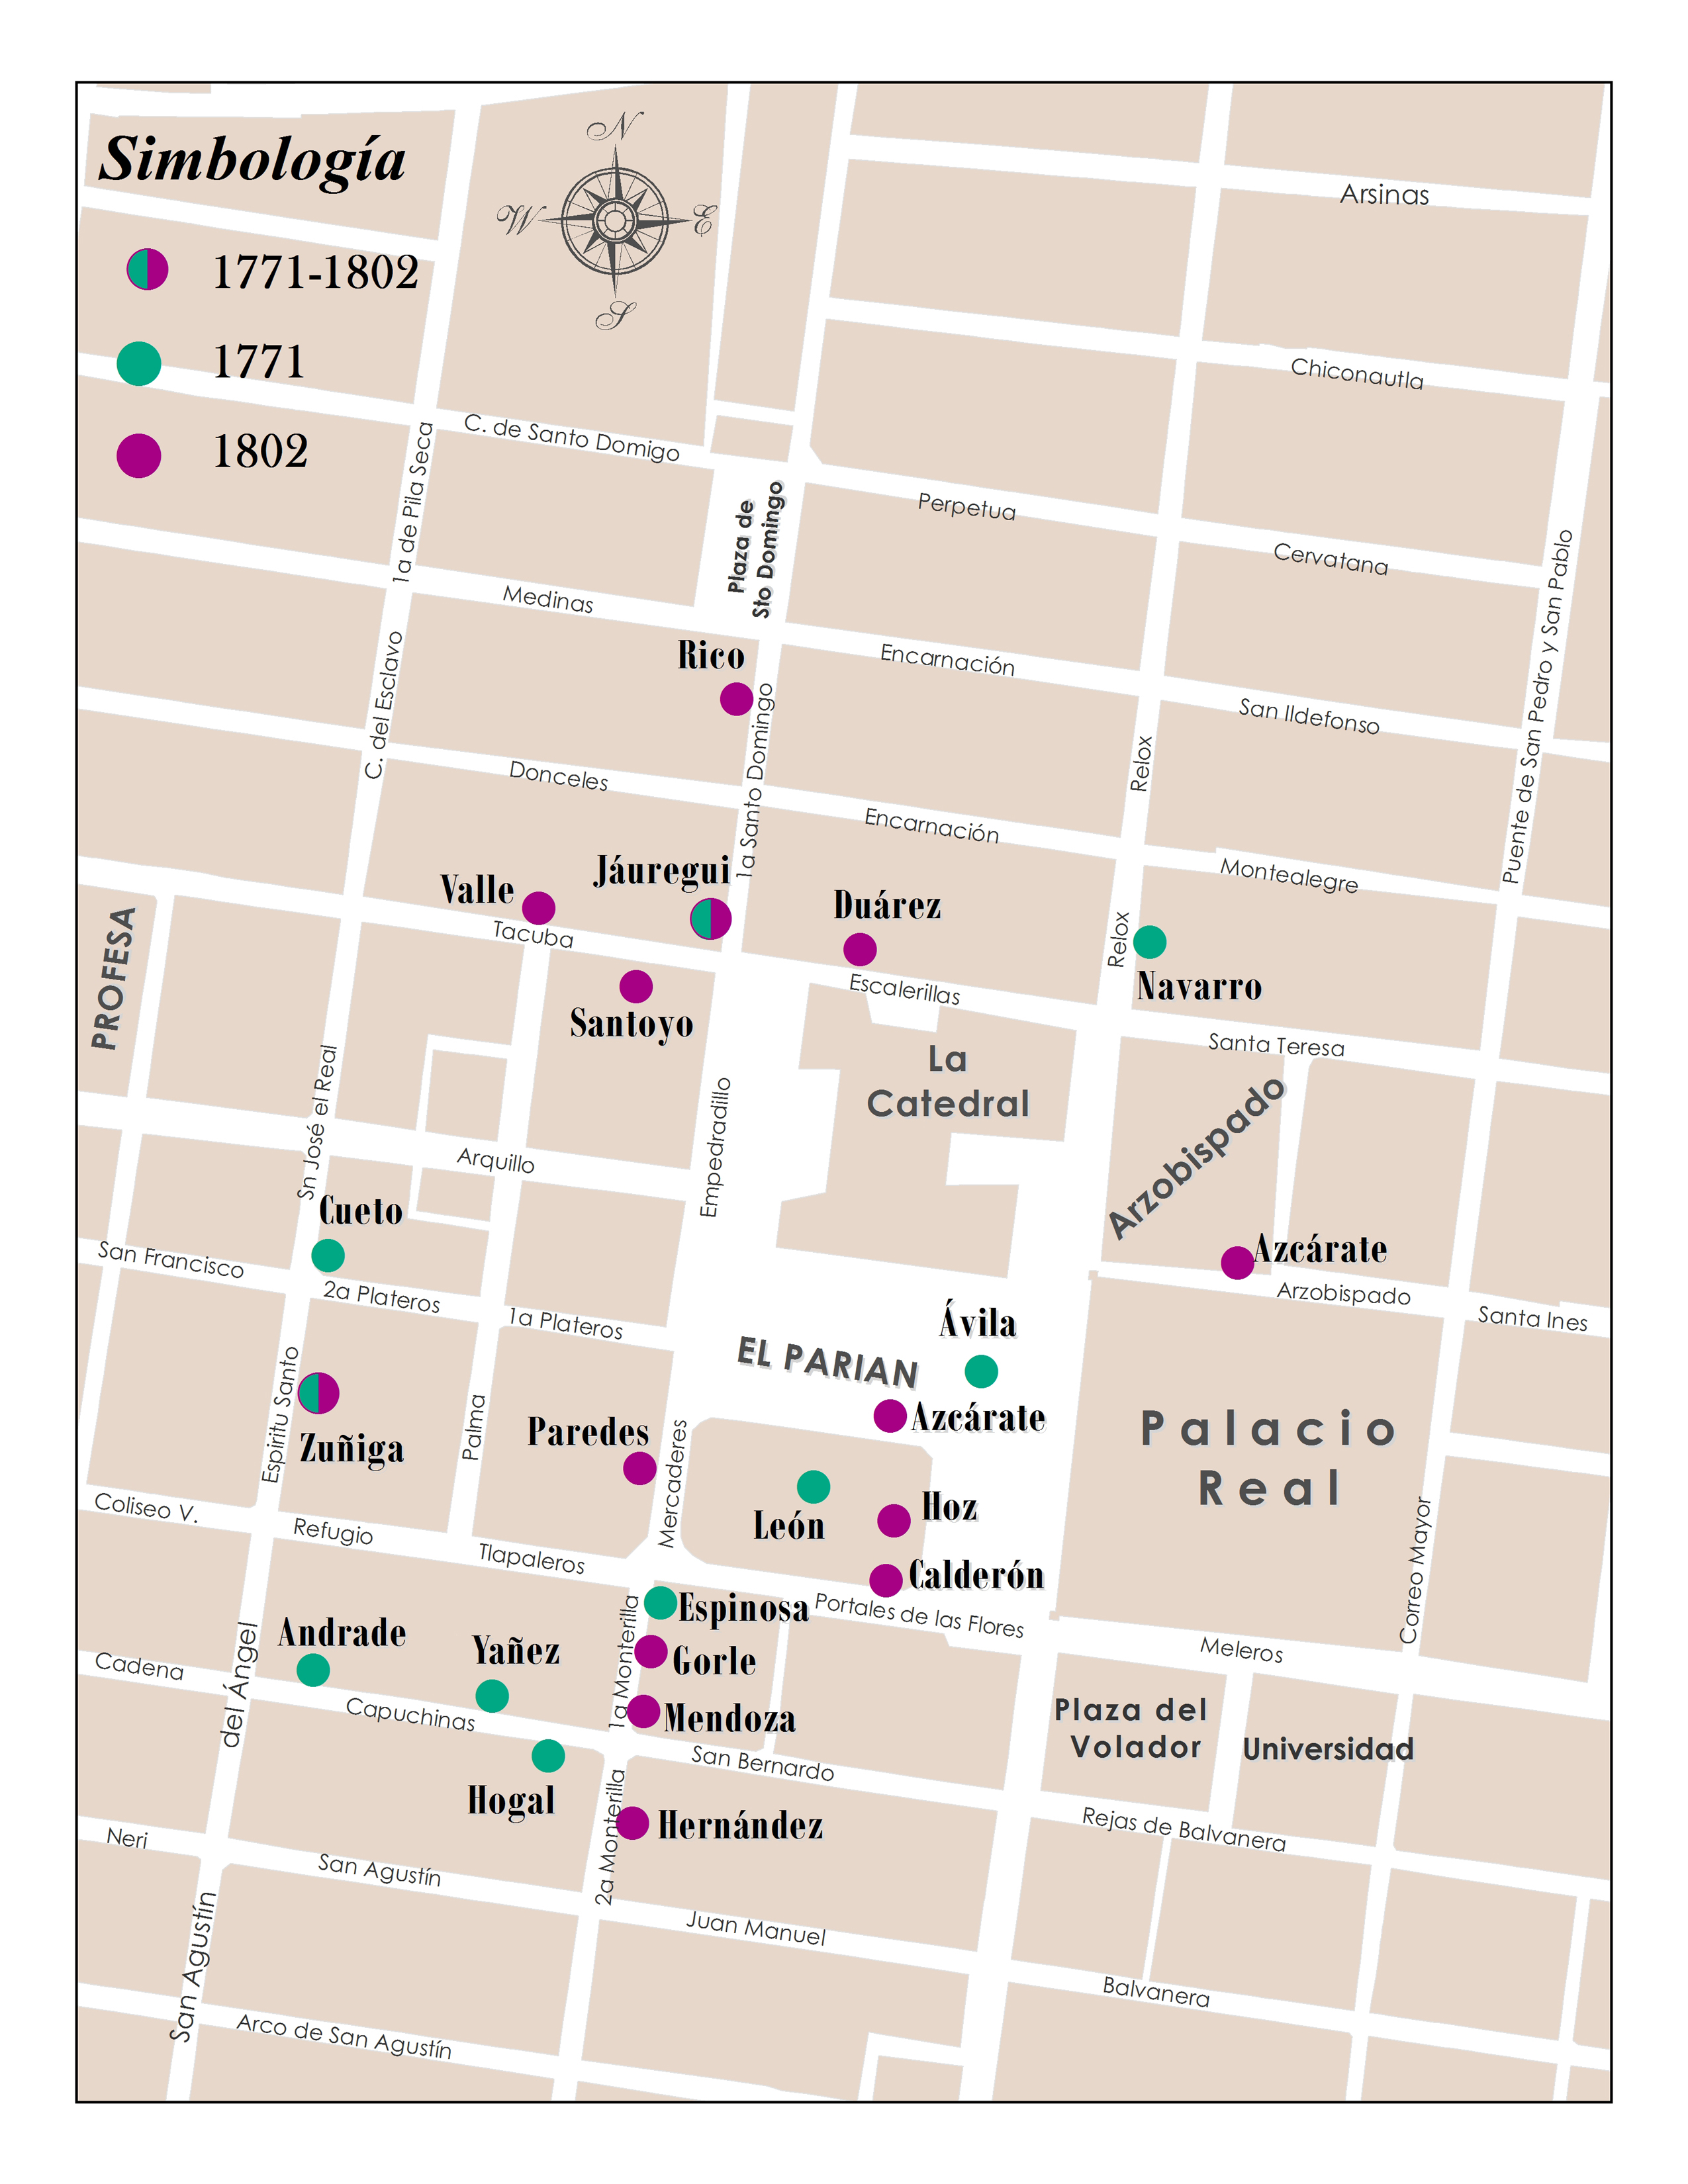 Simbología
1771-1802
1771
1802
N
W
E
S
Arsinas
Chiconautla
C. de Santo Domigo
1a de Pila Seca
Plaza de
Sto Domingo
Perpetua
Cervatana
Puente de San Pedro y San Pablo
Medinas
Rico
Encarnación
San Ildefonso
C. del Esclavo
1a Santo Domingo
Relox
Donceles
Encarnación
Montealegre
Valle
Jáuregui
Duárez
Relox
Navarro
Tacuba
PROFESA
Santoyo
Escalerillas
Santa Teresa
La
Catedral
Sn José el Real
Empedradillo
Arzobispado
Arquillo
Cueto
San Francisco
2a Plateros
1a Plateros
Azcárate
Arzobispado
Santa Ines
Ávila
EL PARIAN
Azcárate
Espiritu Santo
Zuñiga
Palma
Paredes
Mercaderes
León
Hoz
Calderón
Palacio
Real
Correo Mayor
Coliseo V.
Refugio
Tlapaleros
Espinosa
Portales de las Flores
Meleros
1a Monterilla
Gorle
Mendoza
Andrade
Yañez
del Ángel
Cadena
Capuchinas
San Bernardo
Plaza del
Volador
Universidad
Hogal
2a Monterilla
Hernández
Rejas de Balvanera
Neri
San Agustín
Juan Manuel
San Agustín
Balvanera
Arco de San Agustín